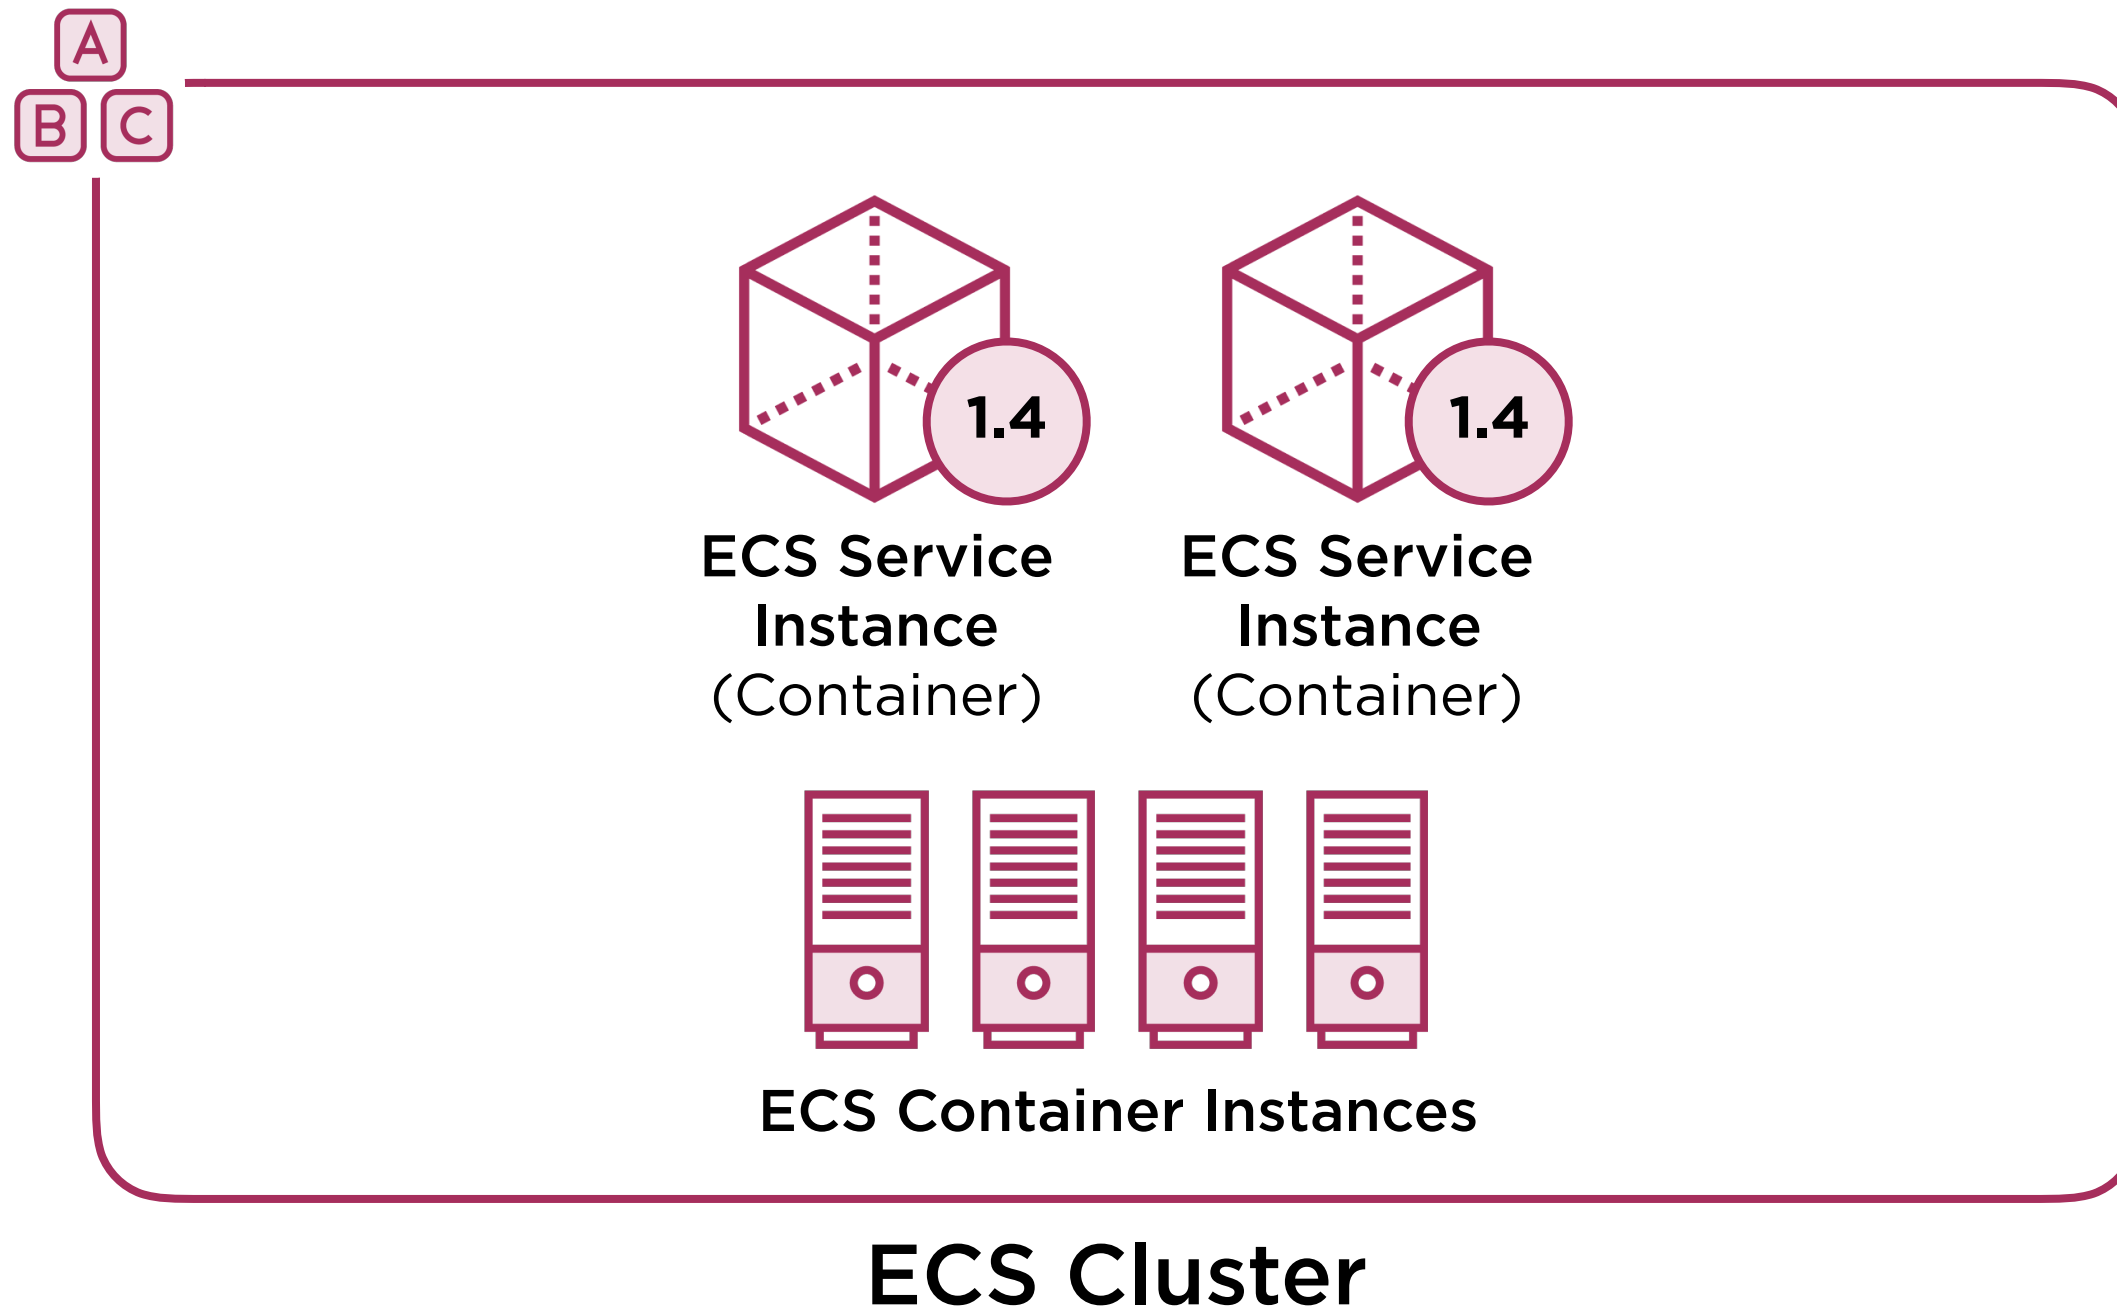 A
B C
1.4 1.4
ECS Service ECS Service
Instance Instance
(Container) (Container)
ECS Container Instances
ECS Cluster